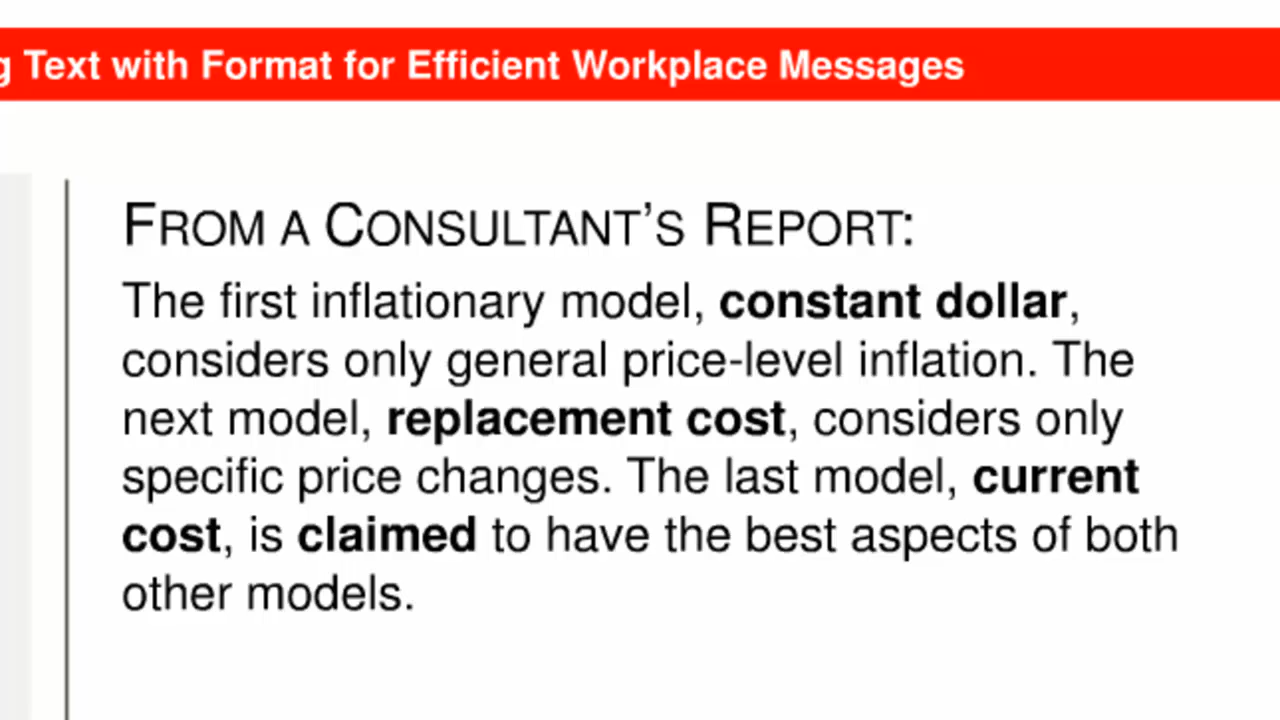 g Text with Format for Efficient Workplace Messages
FROM A CONSULTANT'S REPORT:
The first inflationary model, constant dollar,
considers only general price-level inflation. The
next model, replacement cost, considers only
specific price changes. The last model, current
cost, is claimed to have the best aspects of both
other models.